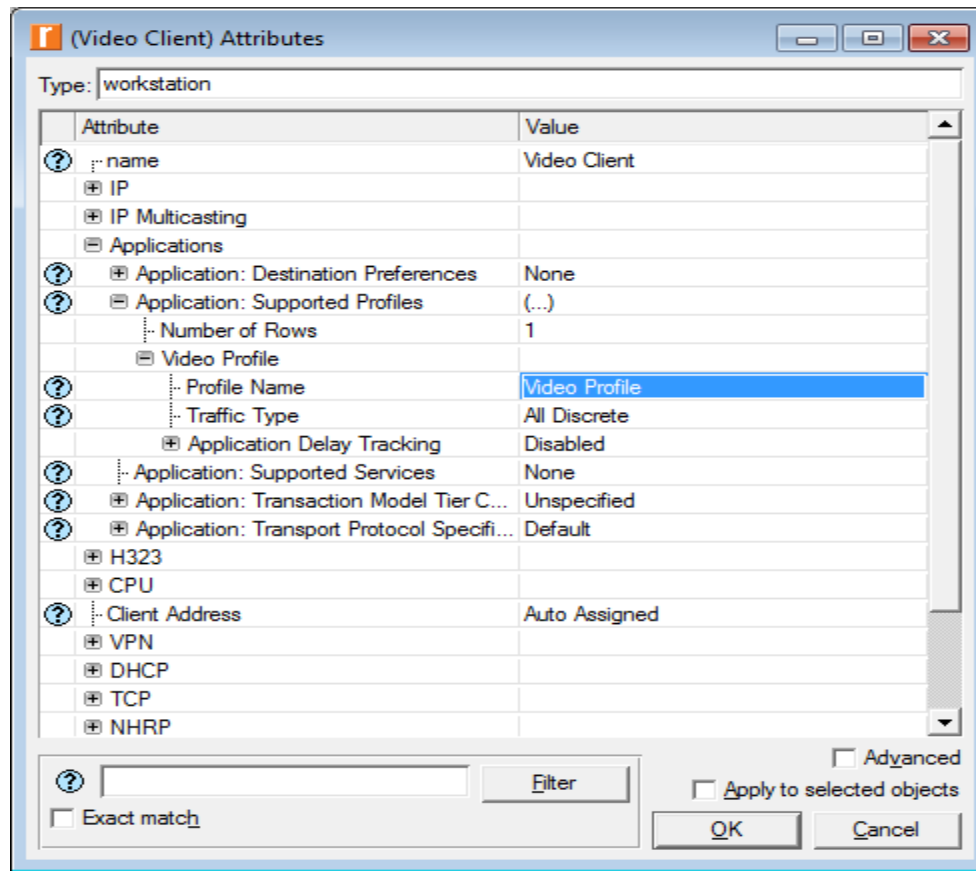 (Video Client) Attributes
Type: workstation
Attribute Value
name Video Client
IP
IP Multicasting
Applications
Application: Destination Preferences None
Application: Supported Profiles (...)
Number of Rows 1
Video Profile
Profile Name Video Profile
Traffic Type All Discrete
Application Delay Tracking Disabled
Application: Supported Services None
Application: Transaction Model Tier C... Unspecified
Application: Transport Protocol Specifi... Default
H323
CPU
Client Address Auto Assigned
VPN
DHCP
TCP
NHRP
Advanced
Filter
Apply to selected objects
Exact match
OK Cancel